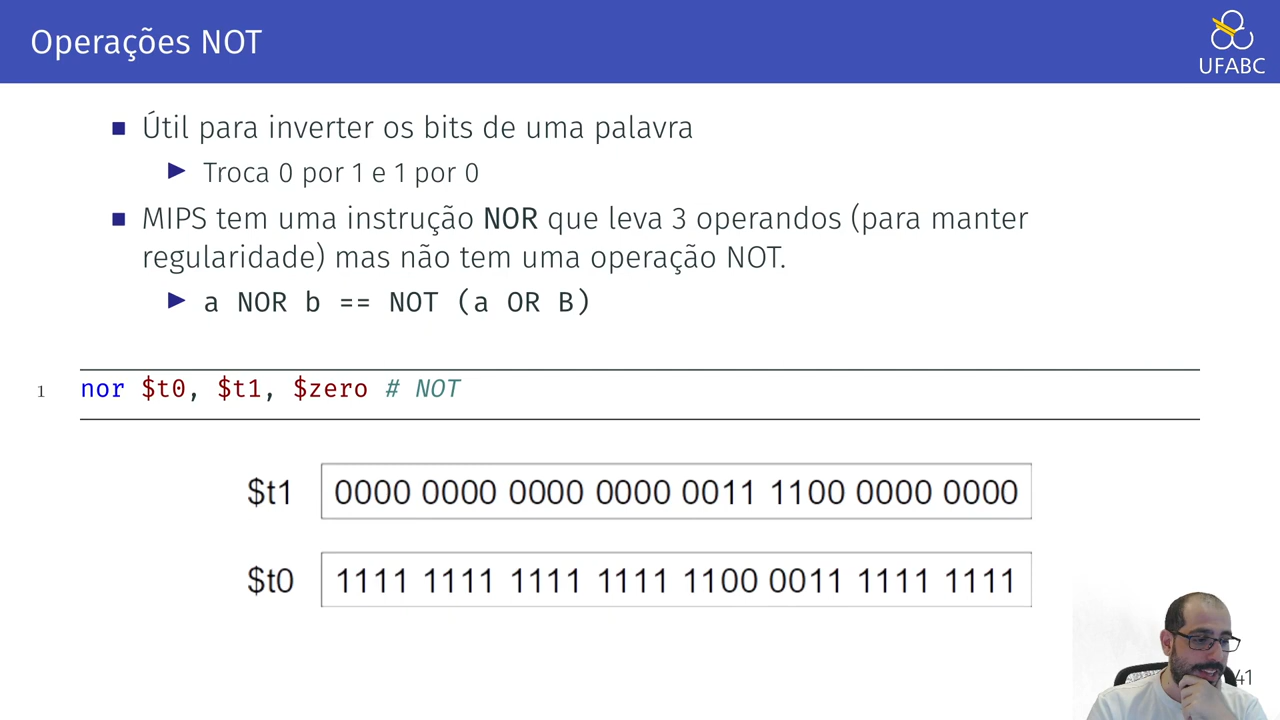 Operações NOT
UFABC
Útil para inverter os bits de uma palavra
Troca 0 por 1 e 1 por 0
MIPS tem uma instrução NOR que leva 3 operandos (para manter
regularidade) mas não tem uma operação NOT.
a NOR b == NOT (a OR B)
1 nor $t0, $t1, $zero # NOT
$t1 0000 0000 0000 0000 0011 1100 0000 0000
$t0 1111 1111 1111 1111 1100 0011 1111 1111
41